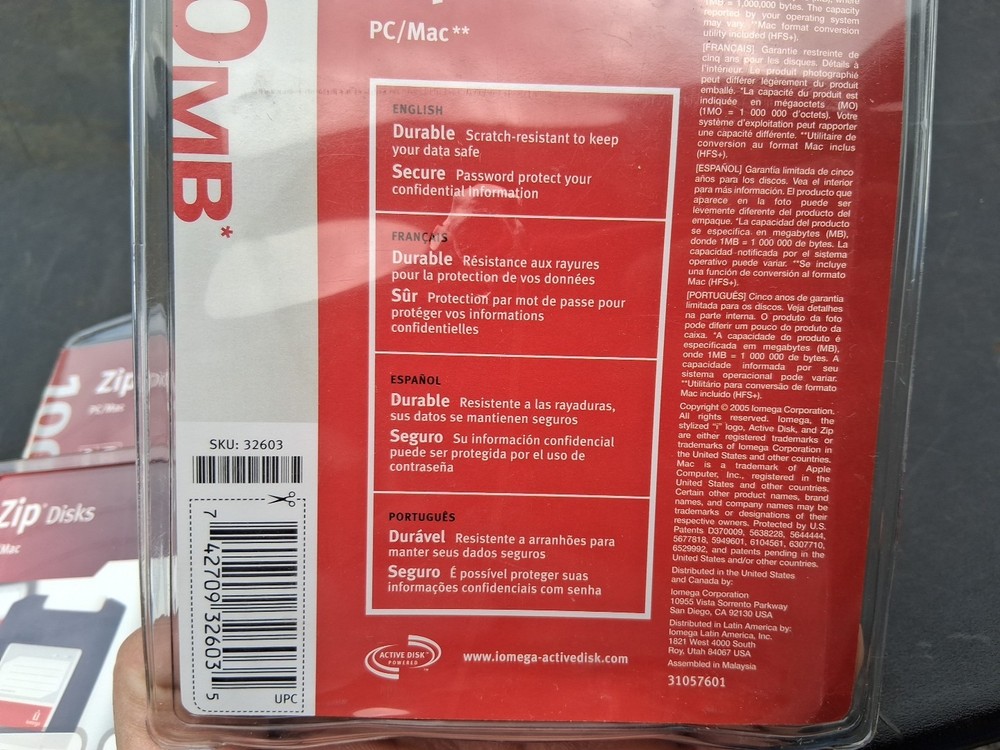 0MB*
PC/Mac**
ENGLISH
Durable Scratch-resistant to keep
your data safe
Secure Password protect your
confidential information
FRANÇAIS
Durable Résistance aux rayures
pour la protection de vos données
Sûr Protection par mot de passe pour
protéger vos informations
confidentielles
ESPAÑOL
Durable Resistente a las rayaduras,
sus datos se mantienen seguros
Seguro Su información confidencial
puede ser protegida por el uso de
contraseña
PORTUGUÊS
Durável Resistente a arranhões para
manter seus dados seguros
Seguro É possível proteger suas
informações confidenciais com senha
ACTIVE DISK™
POWERED
www.iomega-activedisk.com
= 1,000,000 bytes. The capacity
reported by your operating system
may vary. **Mac format conversion
utility included (HFS+).
[FRANÇAIS] Garantie restreinte de
cinq ans pour les disques. Détails à
l'intérieur. Le produit photographié
peut différer légèrement du produit
emballé. *La capacité du produit est
indiquée en mégaoctets (MO)
(1MO = 1 000 000 d'octets). Votre
système d'exploitation peut rapporter
une capacité différente. **Utilitaire de
conversion au format Mac inclus
(HFS+).
[ESPAÑOL] Garantía limitada de cinco
años para los discos. Vea el interior
para más información. El producto que
aparece en la foto puede ser
levemente diferente del producto del
empaque. *La capacidad del producto
se especifica en megabytes (MB),
donde 1MB = 1 000 000 de bytes. La
capacidad notificada por el sistema
operativo puede variar. **Se incluye
una función de conversión al formato
Mac (HFS+).
[PORTUGUÊS] Cinco anos de garantia
limitada para os discos. Veja detalhes
na parte interna. O produto da foto
pode diferir um pouco do produto da
caixa. *A capacidade do produto é
especificada em megabytes (MB),
onde 1MB = 1 000 000 de bytes. A
capacidade informada por seu
sistema operacional pode variar.
**Utilitário para conversão de formato
Mac incluído (HFS+).
Copyright © 2005 Iomega Corporation.
All rights reserved. Iomega, the
stylized "i" logo, Active Disk, and Zip
are either registered trademarks or
trademarks of Iomega Corporation in
the United States and other countries.
Mac is a trademark of Apple
Computer, Inc., registered in the
United States and other countries.
Certain other product names, brand
names, and company names may be
trademarks or designations of their
respective owners. Protected by U.S.
Patents D370009, 5638228, 5644444,
5677818, 5949601, 6104561, 6307710,
6529992, and patents pending in the
United States and/or other countries.
Distributed in the United States
and Canada by:
Iomega Corporation
10955 Vista Sorrento Parkway
San Diego, CA 92130 USA
Distributed in Latin America by:
Iomega Latin America, Inc.
1821 West 4000 South
Roy, Utah 84067 USA
Assembled in Malaysia
31057601
SKU: 32603
7 42709 32603 5
UPC
100
Zip
PC/Mac
Zip® Disks
Mac